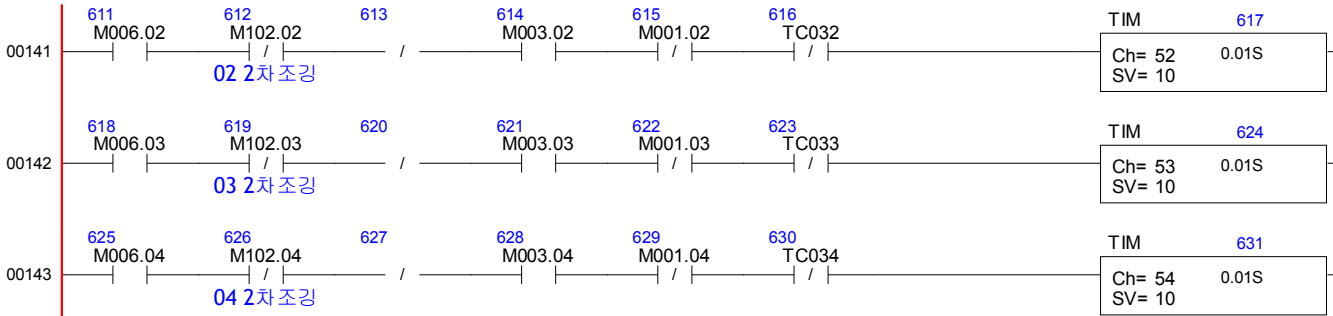 611 612 613 614 615 616 TIM 617
M006.02 M102.02 M003.02 M001.02 TC032
00141 / / / / Ch= 52 0.01S
02 2차조깅 SV= 10
618 619 620 621 622 623 TIM 624
M006.03 M102.03 M003.03 M001.03 TC033
00142 / / / / Ch= 53 0.01S
03 2차조깅 SV= 10
625 626 627 628 629 630 TIM 631
M006.04 M102.04 M003.04 M001.04 TC034
00143 / / / / Ch= 54 0.01S
04 2차조깅 SV= 10